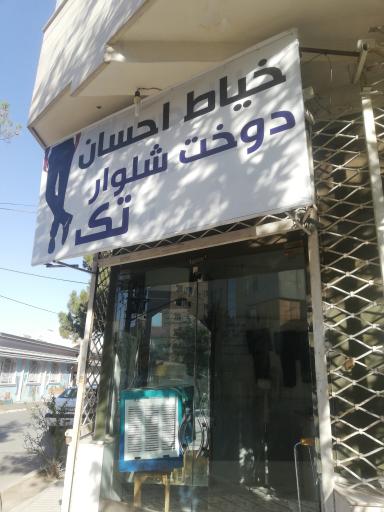 خیاط احسان
دوخت شلوار
تک